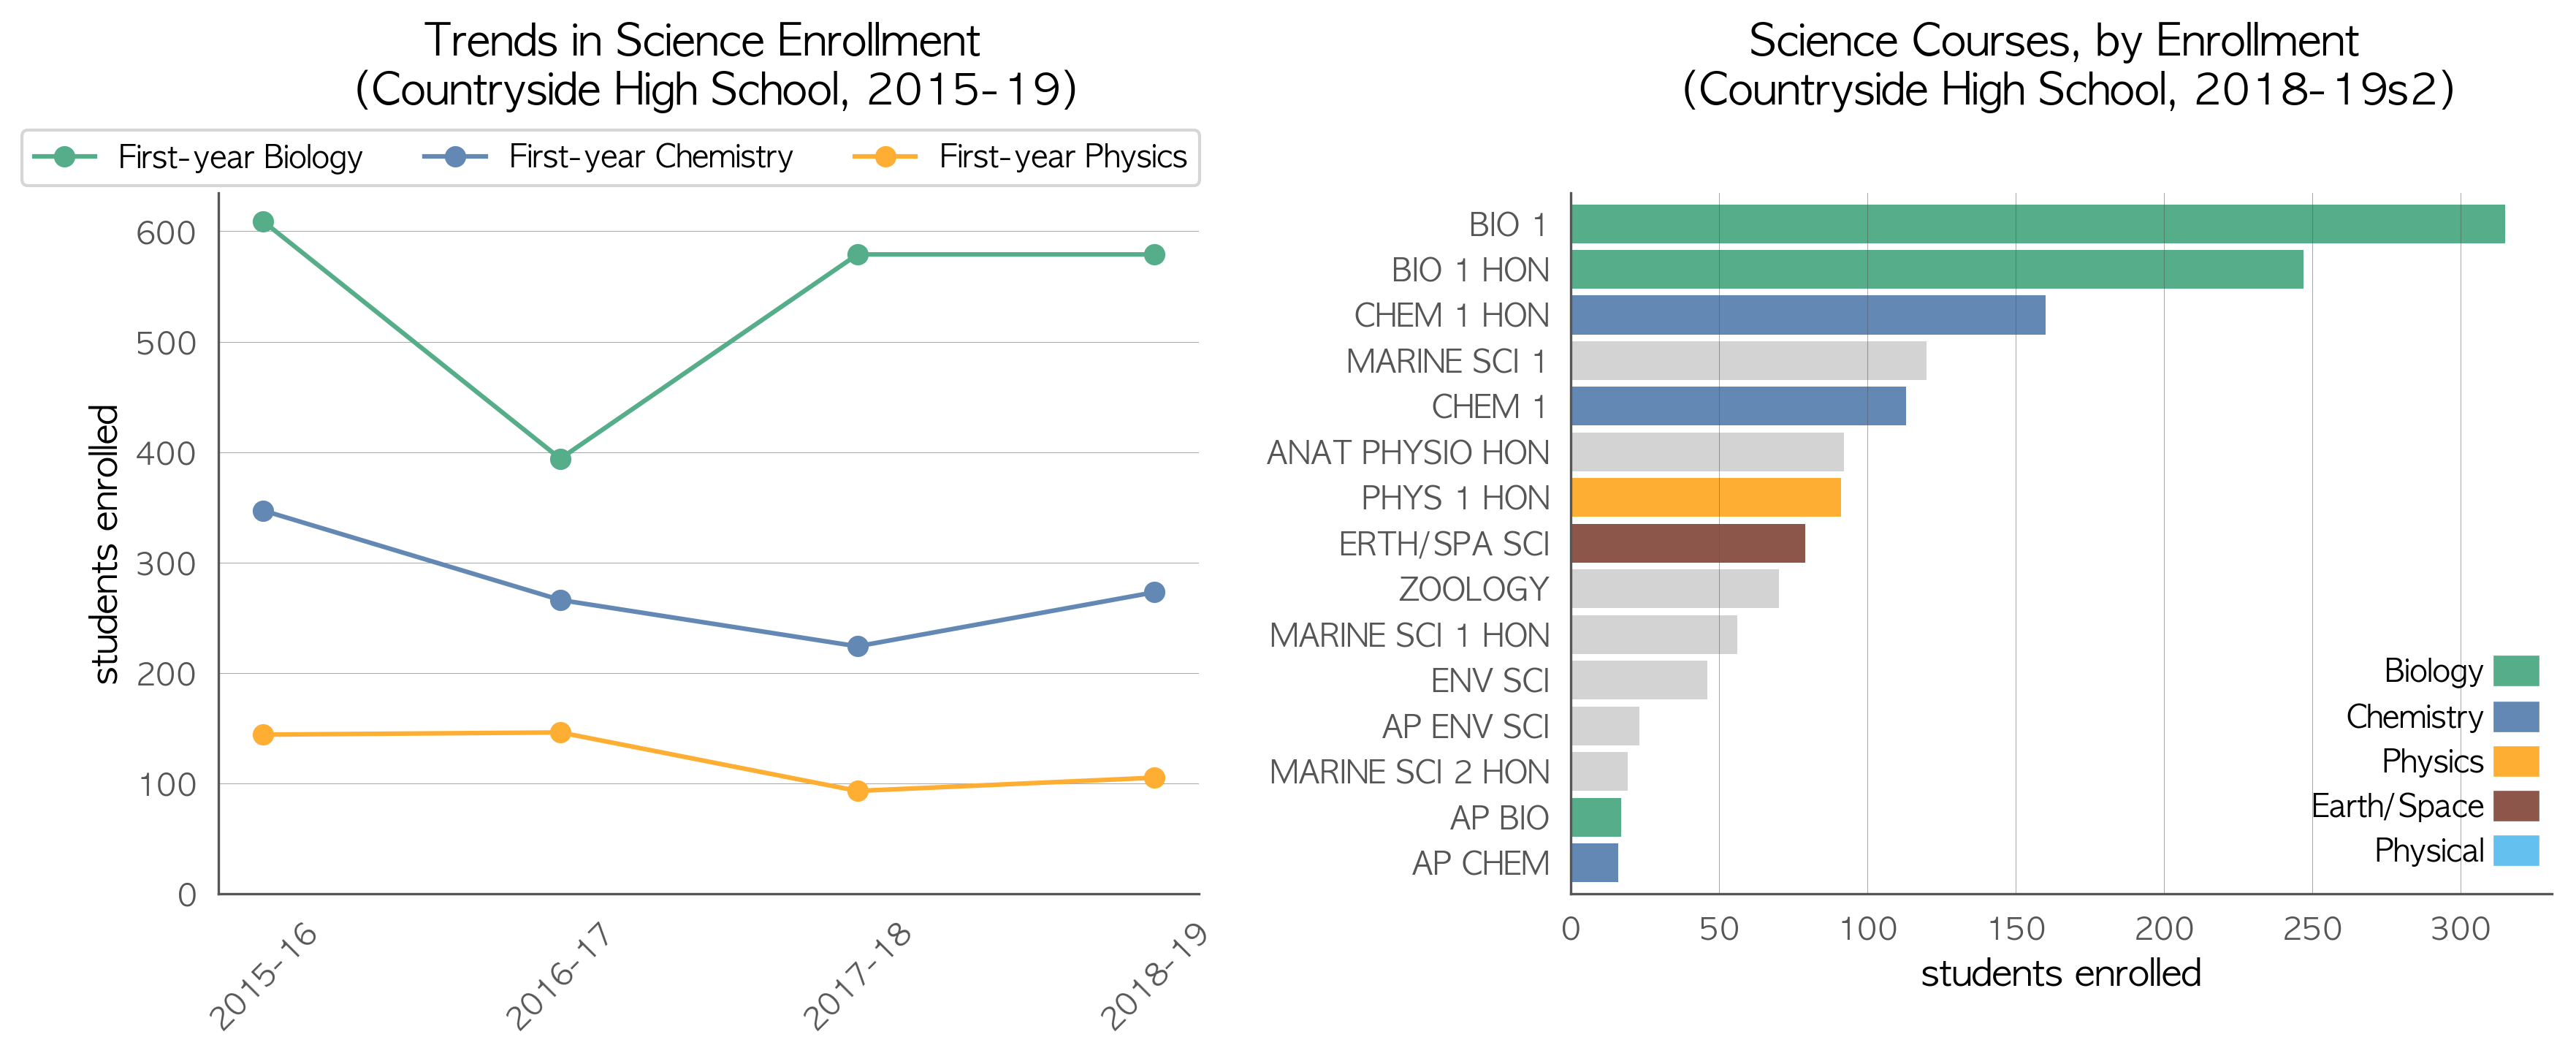 Trends in Science Enrollment
(Countryside High School, 2015-19)
First-year Biology
First-year Chemistry
First-year Physics
students enrolled
600
500
400
300
200
100
0
2015-16
2016-17
2017-18
2018-19
Science Courses, by Enrollment
(Countryside High School, 2018-19s2)
BIO 1
BIO 1 HON
CHEM 1 HON
MARINE SCI 1
CHEM 1
ANAT PHYSIO HON
PHYS 1 HON
ERTH/SPA SCI
ZOOLOGY
MARINE SCI 1 HON
ENV SCI
AP ENV SCI
MARINE SCI 2 HON
AP BIO
AP CHEM
Biology
Chemistry
Physics
Earth/Space
Physical
0
50
100
150
200
250
300
students enrolled